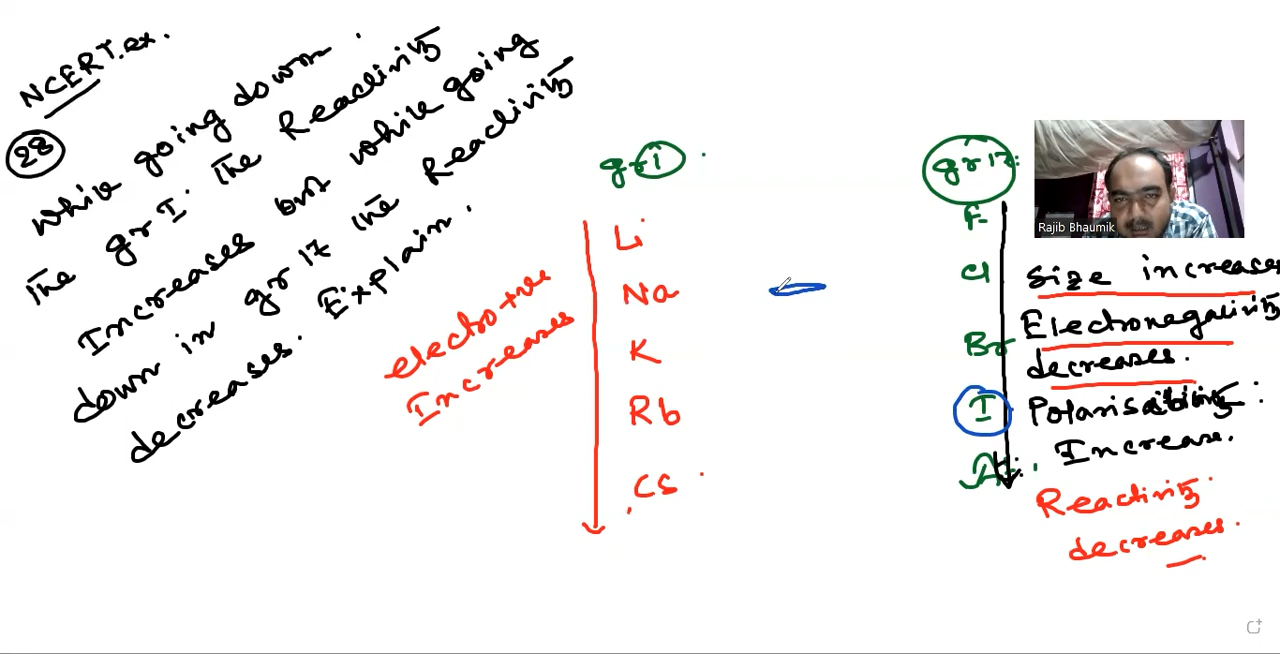 NCERT. ex.
28
While going down
the gr I. The Reactivity
Increases but while going
down in gr 17 the Reactivity
decreases. Explain.
gr 1
Li
Na
K
Rb
Cs
electro +ve
Increases
gr 17:
F
Cl
Br
I
At
Rajib Bhaumik
Size increases
Electronegativity
decreases.
Polarisability:
Increase.
Reactivity
decreases.